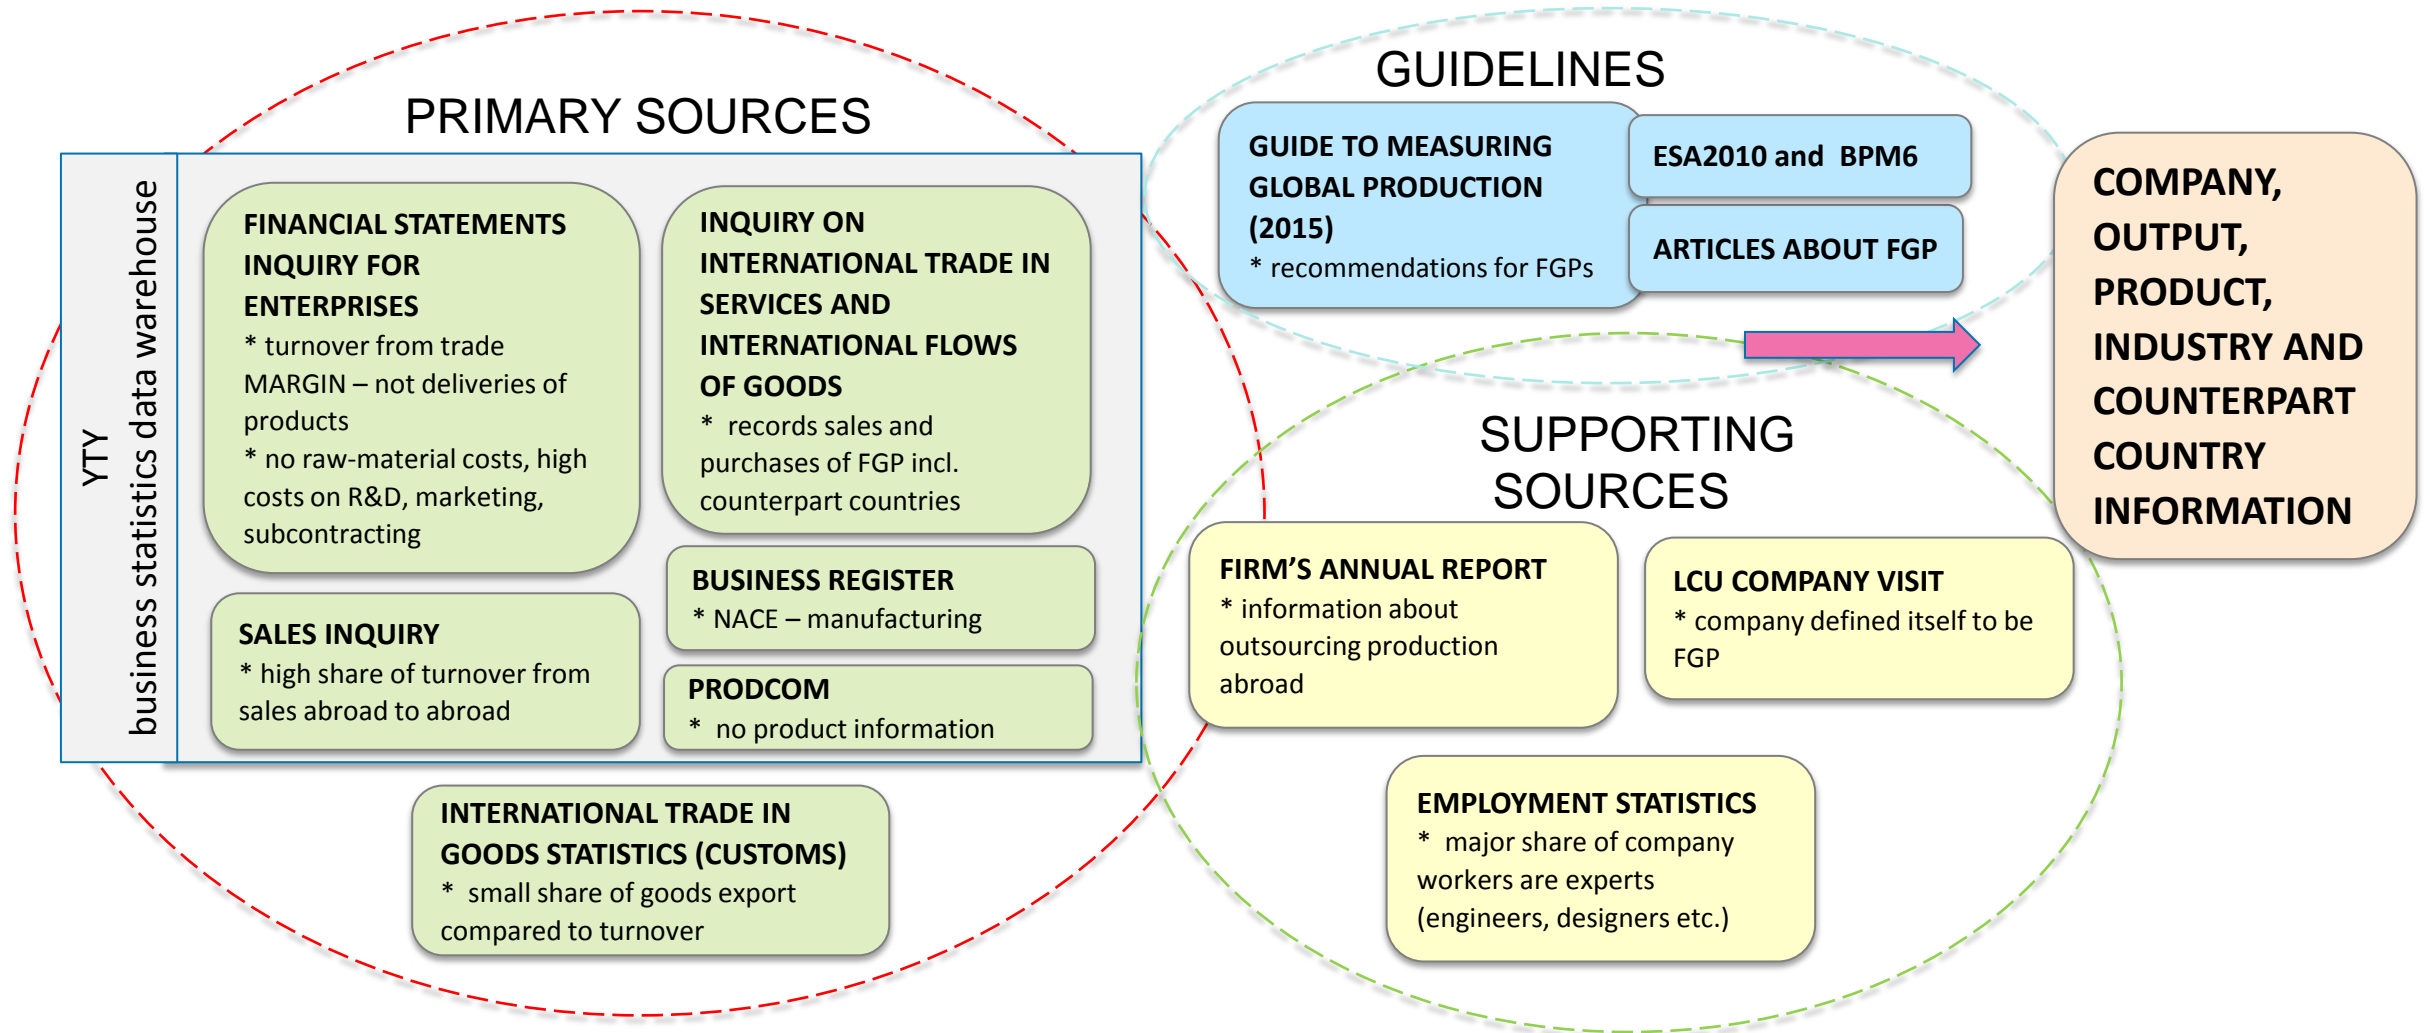 PRIMARY SOURCES
YTY
business statistics data warehouse
FINANCIAL STATEMENTS
INQUIRY FOR
ENTERPRISES
* turnover from trade
MARGIN – not deliveries of
products
* no raw-material costs, high
costs on R&D, marketing,
subcontracting
SALES INQUIRY
* high share of turnover from
sales abroad to abroad
INQUIRY ON
INTERNATIONAL TRADE IN
SERVICES AND
INTERNATIONAL FLOWS
OF GOODS
* records sales and
purchases of FGP incl.
counterpart countries
BUSINESS REGISTER
* NACE – manufacturing
PRODCOM
* no product information
INTERNATIONAL TRADE IN
GOODS STATISTICS (CUSTOMS)
* small share of goods export
compared to turnover
GUIDELINES
GUIDE TO MEASURING
GLOBAL PRODUCTION
(2015)
* recommendations for FGPs
ESA2010 and BPM6
ARTICLES ABOUT FGP
SUPPORTING
SOURCES
FIRM’S ANNUAL REPORT
* information about
outsourcing production
abroad
LCU COMPANY VISIT
* company defined itself to be
FGP
EMPLOYMENT STATISTICS
* major share of company
workers are experts
(engineers, designers etc.)
COMPANY,
OUTPUT,
PRODUCT,
INDUSTRY AND
COUNTERPART
COUNTRY
INFORMATION